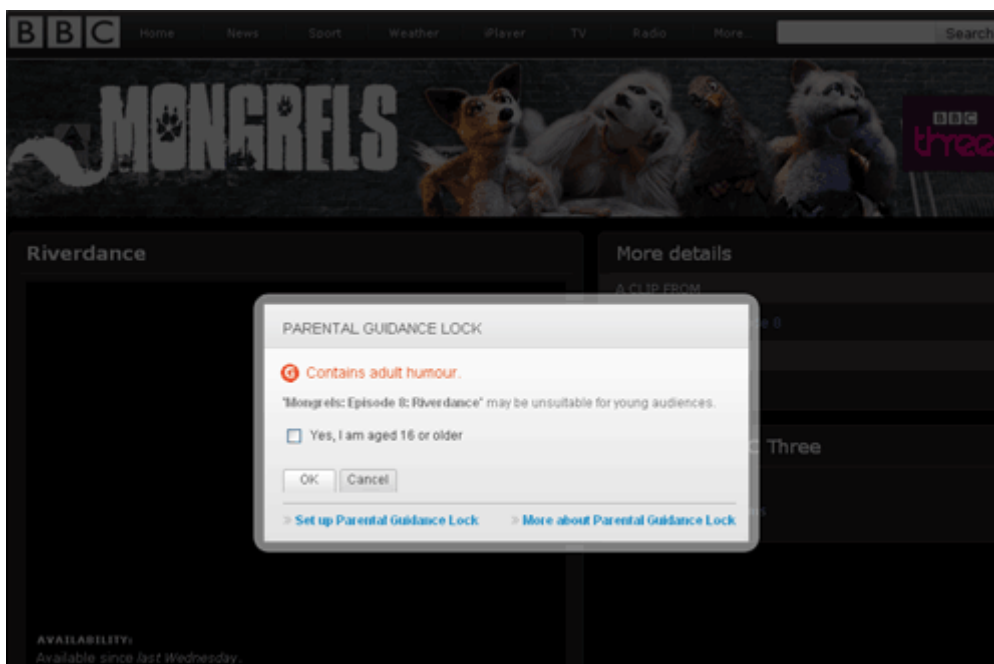 BBC Home News Sport Weather iPlayer TV Radio More... Search
MONGRELS
BBC
three
Riverdance
More details
A CLIP FROM
de 8
PARENTAL GUIDANCE LOCK
G Contains adult humour.
"Mongrels: Episode 8: Riverdance" may be unsuitable for young audiences.
Yes, I am aged 16 or older
Three
OK Cancel
» Set up Parental Guidance Lock » More about Parental Guidance Lock
AVAILABILITY:
Available since last Wednesday.